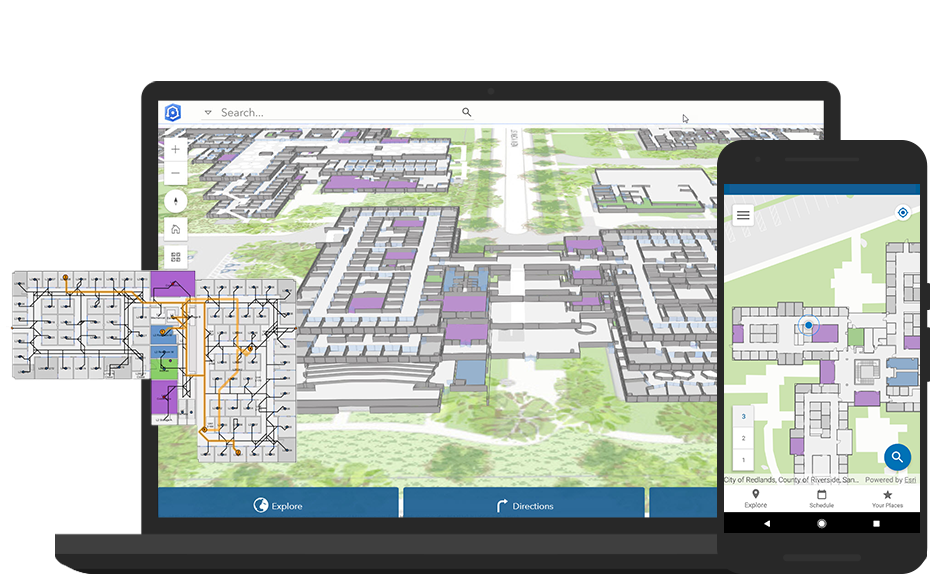 Search...
Explore
Directions
3
2
1
City of Redlands, County of Riverside, San... Powered by Esri
Explore
Schedule
Your Places